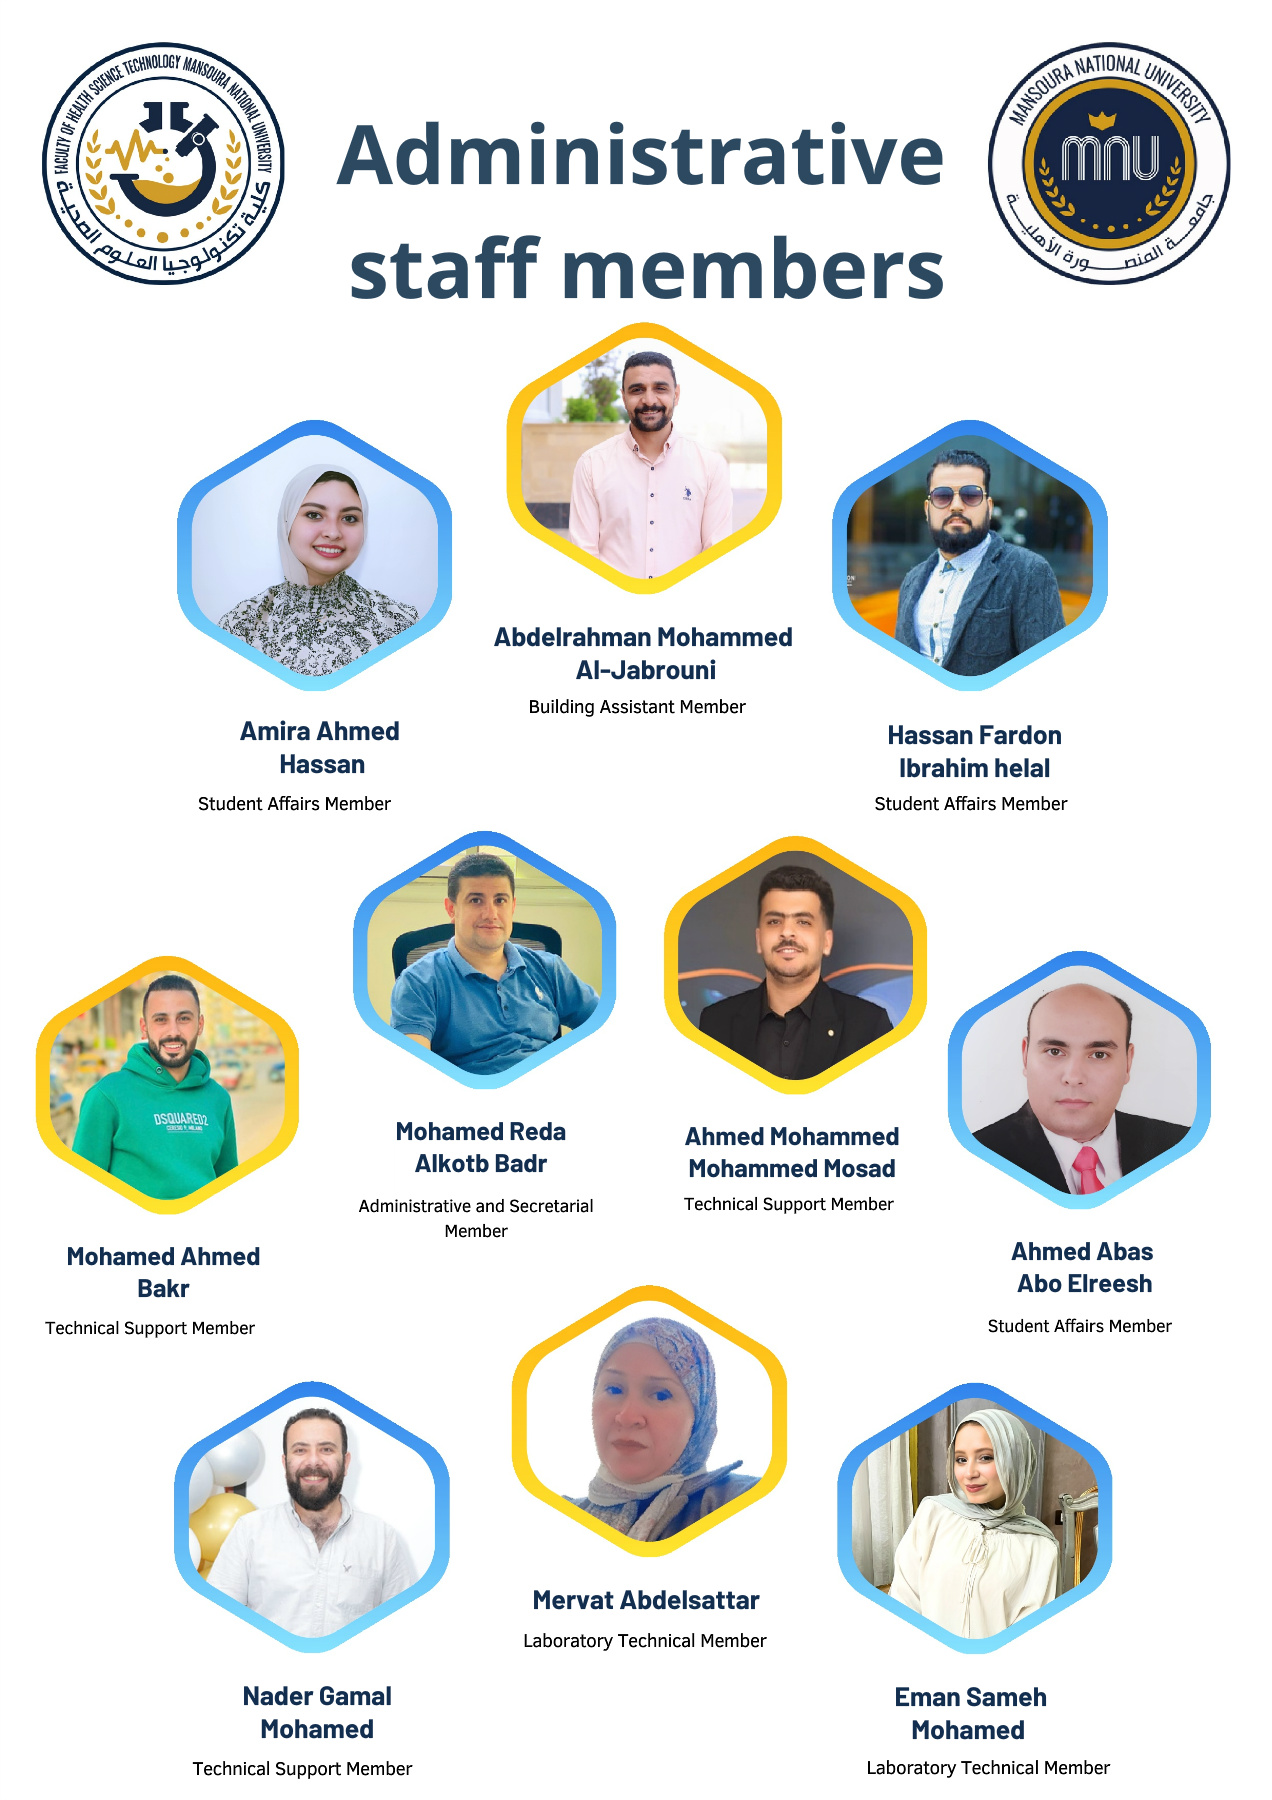 FACULTY OF HEALTH SCIENCE TECHNOLOGY MANSOURA NATIONAL UNIVERSITY
كلية تكنولوجيا العلوم الصحية
MANSOURA NATIONAL UNIVERSITY
mnu
جامعة المنصورة الأهلية
Administrative
staff members
Abdelrahman Mohammed
Al-Jabrouni
Building Assistant Member
Amira Ahmed
Hassan
Student Affairs Member
Hassan Fardon
Ibrahim helal
Student Affairs Member
DSQUARED2
Mohamed Reda
Alkotb Badr
Administrative and Secretarial
Member
Ahmed Mohammed
Mohammed Mosad
Technical Support Member
Mohamed Ahmed
Bakr
Technical Support Member
Ahmed Abas
Abo Elreesh
Student Affairs Member
Mervat Abdelsattar
Laboratory Technical Member
Nader Gamal
Mohamed
Technical Support Member
Eman Sameh
Mohamed
Laboratory Technical Member